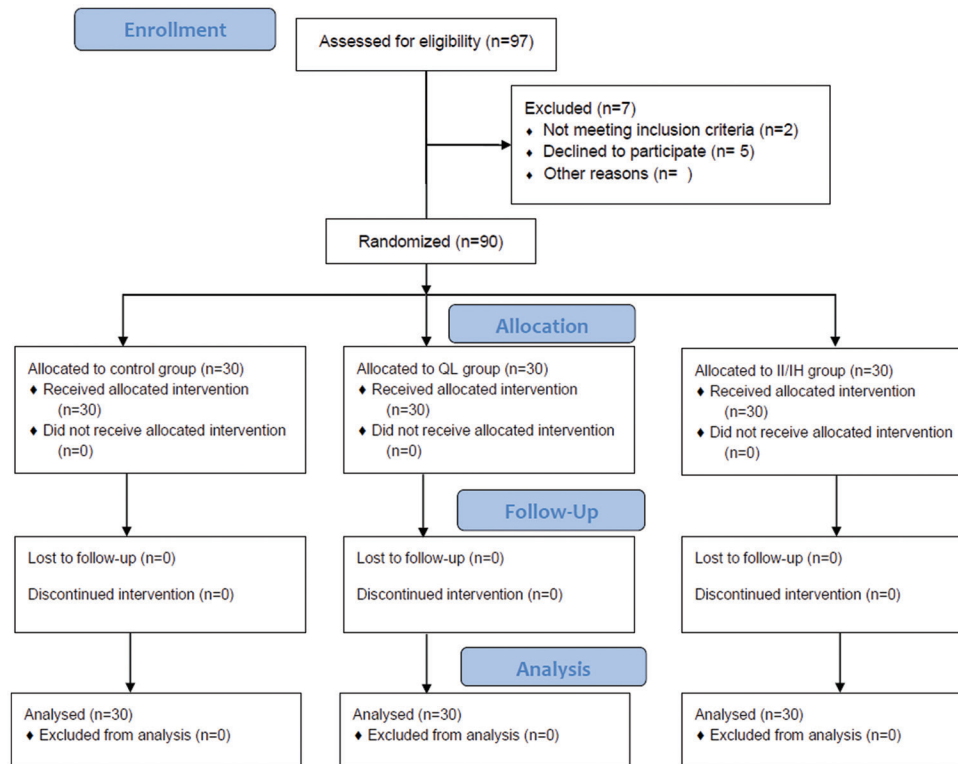 Enrollment
Assessed for eligibility (n=97)
Excluded (n=7)
♦ Not meeting inclusion criteria (n=2)
♦ Declined to participate (n= 5)
♦ Other reasons (n=  )
Randomized (n=90)
Allocation
Allocated to control group (n=30)
♦ Received allocated intervention
(n=30)
♦ Did not receive allocated intervention
(n=0)
Allocated to QL group (n=30)
♦ Received allocated intervention
(n=30)
♦ Did not receive allocated intervention
(n=0)
Allocated to II/IH group (n=30)
♦ Received allocated intervention
(n=30)
♦ Did not receive allocated intervention
(n=0)
Follow-Up
Lost to follow-up (n=0)
Discontinued intervention (n=0)
Lost to follow-up (n=0)
Discontinued intervention (n=0)
Lost to follow-up (n=0)
Discontinued intervention (n=0)
Analysis
Analysed (n=30)
♦ Excluded from analysis (n=0)
Analysed (n=30)
♦ Excluded from analysis (n=0)
Analysed (n=30)
♦ Excluded from analysis (n=0)